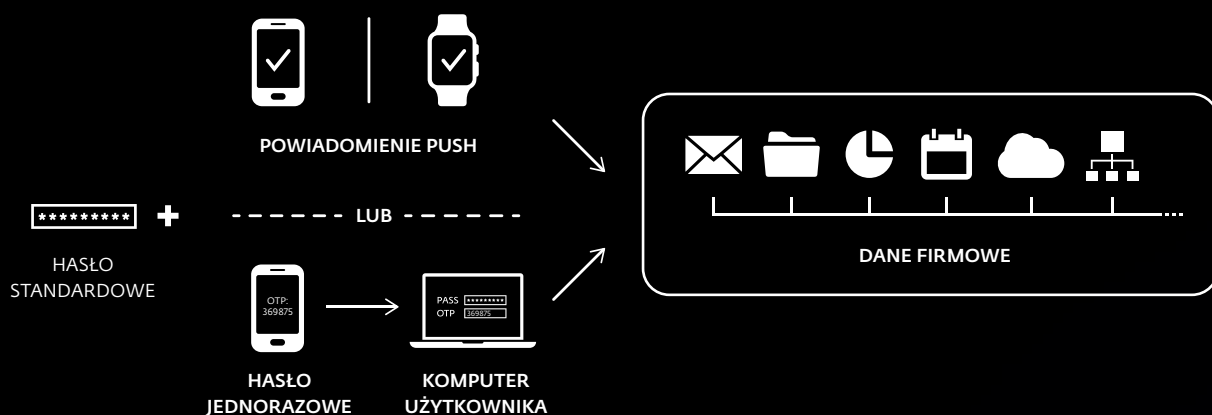 POWIADOMIENIE PUSH
*********
LUB
HASŁO
STANDARDOWE
DANE FIRMOWE
OTP:
369875
PASS *********
OTP 369875
HASŁO
JEDNORAZOWE
KOMPUTER
UŻYTKOWNIKA